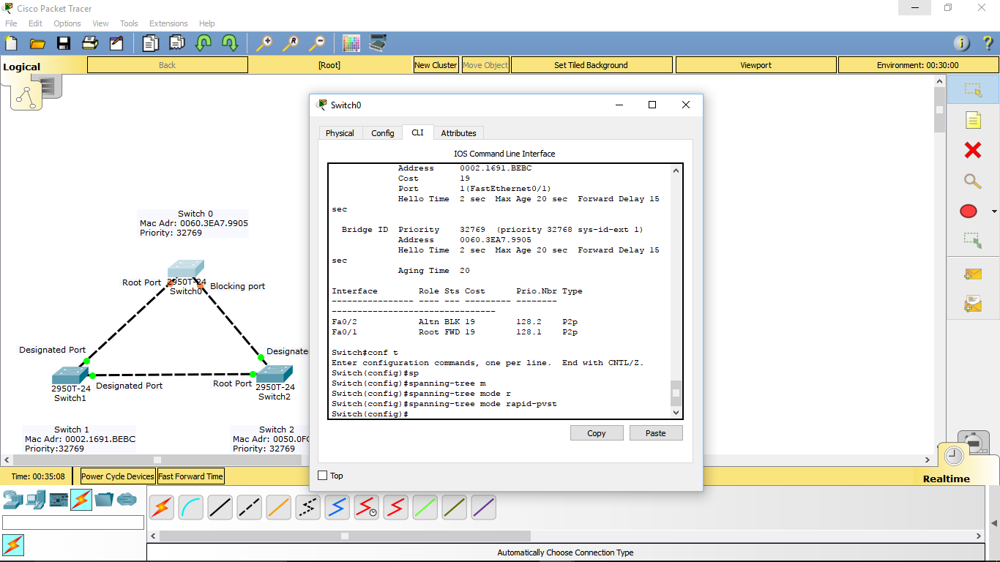 Cisco Packet Tracer
File Edit Options View Tools Extensions Help
Logical
Back
[Root]
New Cluster
Move Object
Set Tiled Background
Viewport
Environment: 00:30:00
Switch 0
Mac Adr: 0060.3EA7.9905
Priority: 32769
Root Port
2950T-24
Switch0
Blocking port
Designated Port
Designate
2950T-24
Switch1
Designated Port
Root Port
2950T-24
Switch2
Switch 1
Mac Adr: 0002.1691.BEBC
Priority:32769
Switch 2
Mac Adr: 0050.0F
Priority: 32769
Switch0
Physical Config CLI Attributes
IOS Command Line Interface
Address 0002.1691.BEBC
Cost 19
Port 1(FastEthernet0/1)
Hello Time 2 sec Max Age 20 sec Forward Delay 15
sec
Bridge ID Priority 32769 (priority 32768 sys-id-ext 1)
Address 0060.3EA7.9905
Hello Time 2 sec Max Age 20 sec Forward Delay 15
sec
Aging Time 20
Interface Role Sts Cost Prio.Nbr Type
---------------- ---- --- --------- --------
--------------------------------
Fa0/2 Altn BLK 19 128.2 P2p
Fa0/1 Root FWD 19 128.1 P2p
Switch#conf t
Enter configuration commands, one per line. End with CNTL/Z.
Switch(config)#sp
Switch(config)#spanning-tree m
Switch(config)#spanning-tree mode r
Switch(config)#spanning-tree mode rapid-pvst
Switch(config)#
Copy
Paste
Top
Time: 00:35:08
Power Cycle Devices
Fast Forward Time
Realtime
Automatically Choose Connection Type